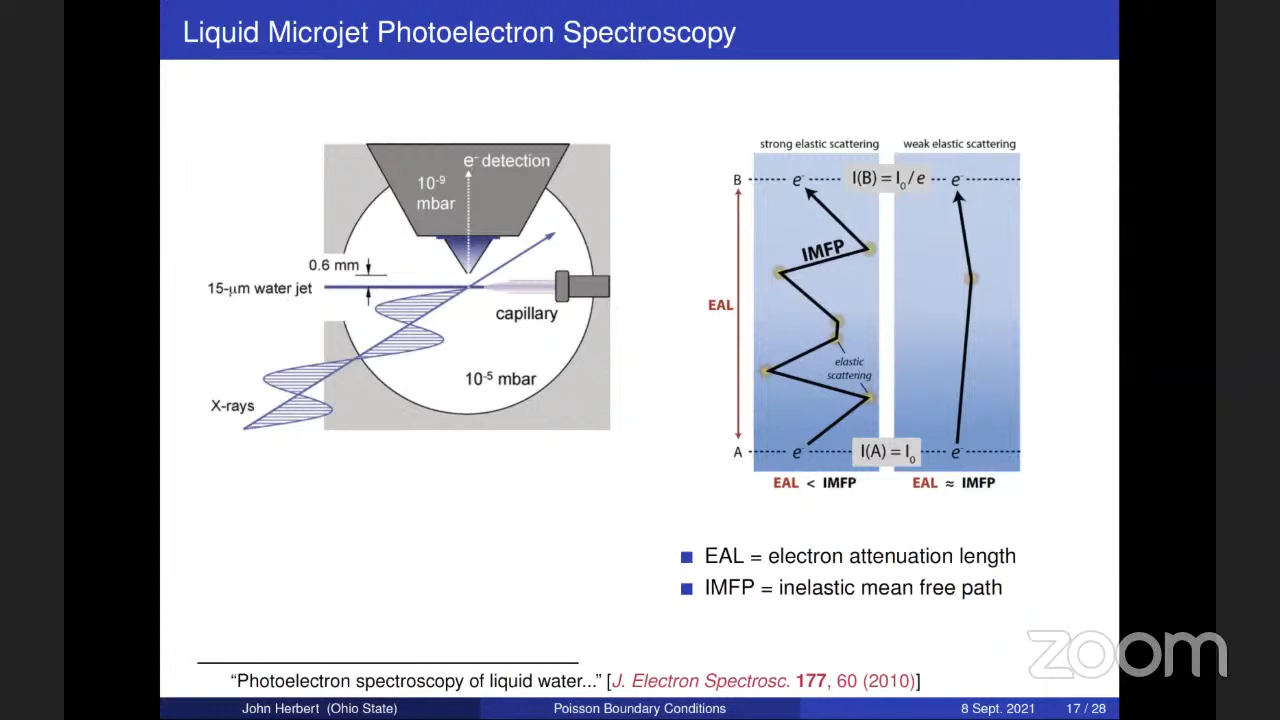 Liquid Microjet Photoelectron Spectroscopy
e⁻ detection
10⁻⁹
mbar
0.6 mm
15-μm water jet
capillary
10⁻⁵ mbar
X-rays
strong elastic scattering
weak elastic scattering
B
e⁻
I(B) = I₀/e
e⁻
IMFP
EAL
elastic
scattering
A
e⁻
I(A) = I₀
e⁻
EAL < IMFP
EAL ≈ IMFP
EAL = electron attenuation length
IMFP = inelastic mean free path
zoom
“Photoelectron spectroscopy of liquid water...” [J. Electron Spectrosc. 177, 60 (2010)]
John Herbert (Ohio State)
Poisson Boundary Conditions
8 Sept. 2021
17 / 28